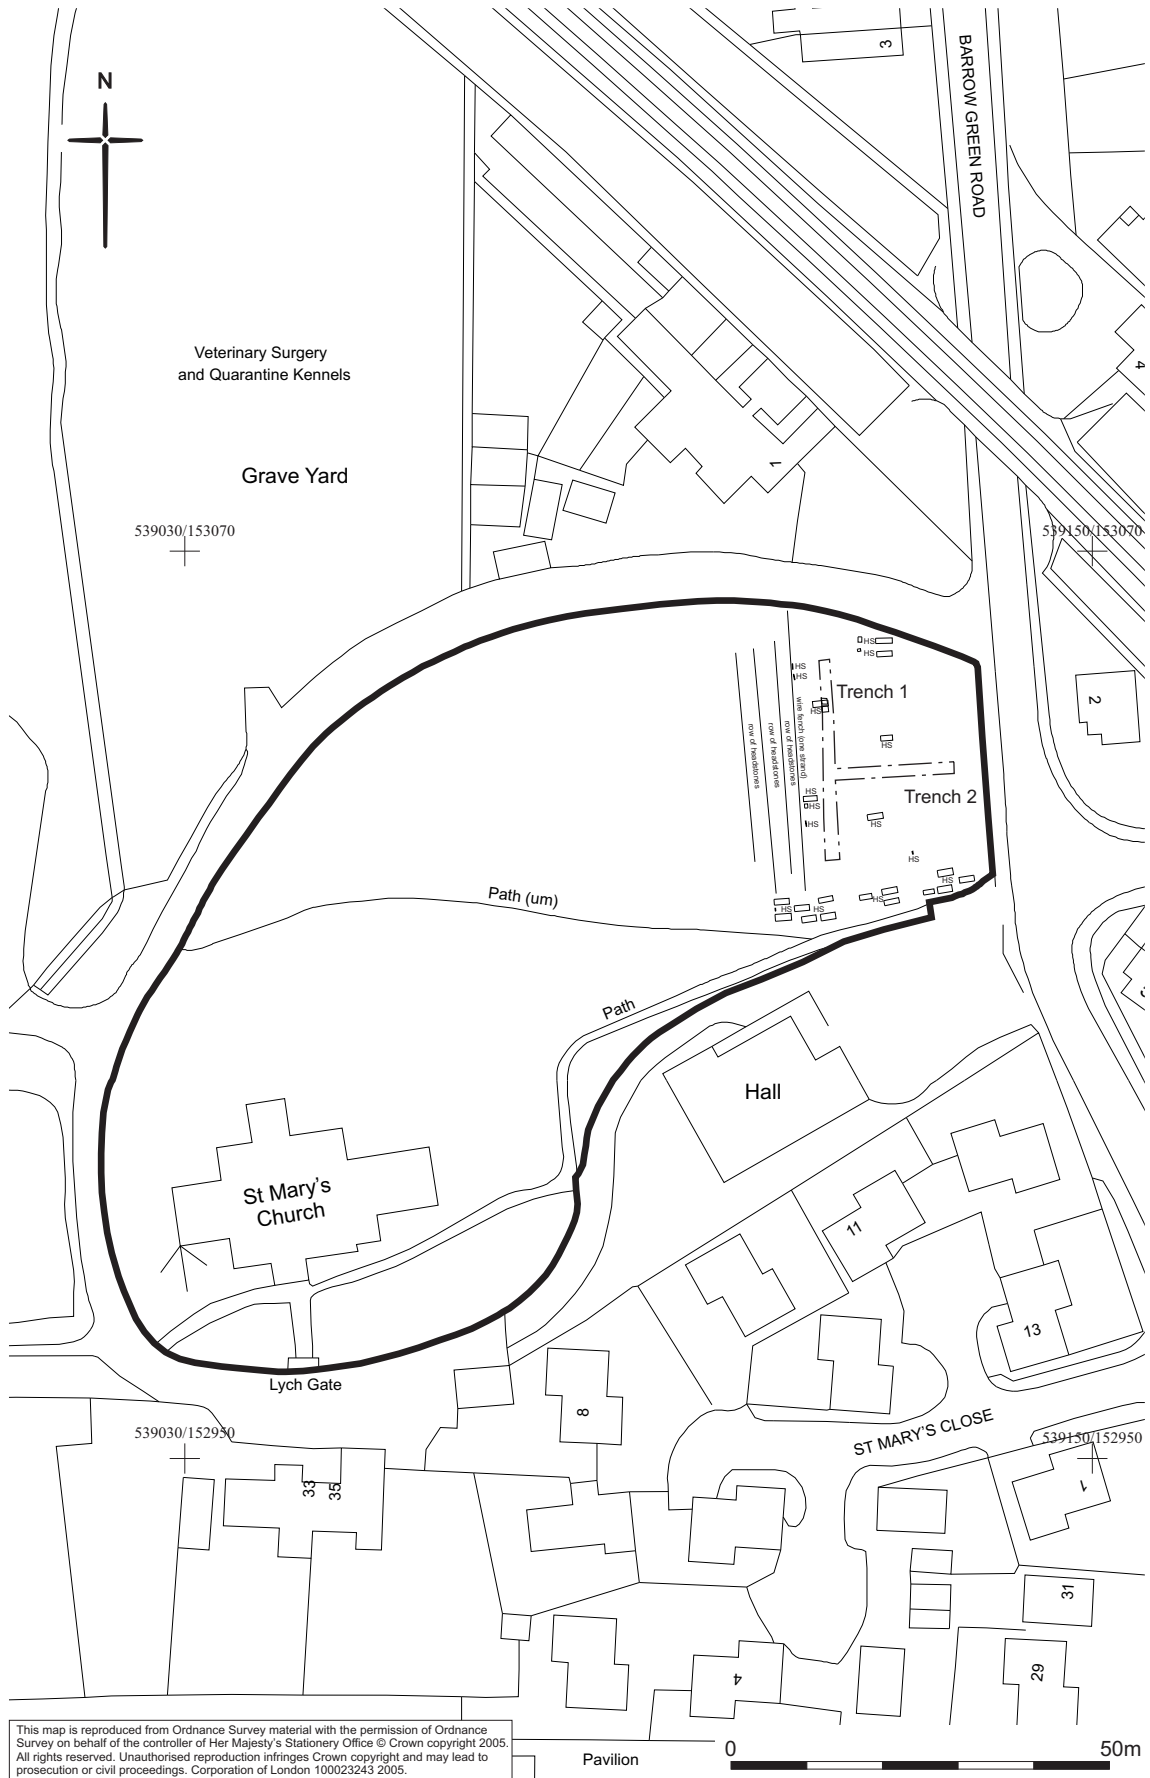 N
3
BARROW GREEN ROAD
Veterinary Surgery
and Quarantine Kennels
4
Grave Yard
1
539030/153070
539150/153070
HS
HS
HS
HS
Trench 1
2
HS
wire fence (one strand)
row of headstones
row of headstones
row of headstones
HS
HS
HS
HS
Trench 2
HS
HS
HS
HS
HS
HS
Path (um)
Path
Hall
St Mary's
Church
11
13
Lych Gate
8
ST MARY'S CLOSE
539030/152950
539150/152950
33
35
1
31
29
4
This map is reproduced from Ordnance Survey material with the permission of Ordnance
Survey on behalf of the controller of Her Majesty's Stationery Office © Crown copyright 2005.
All rights reserved. Unauthorised reproduction infringes Crown copyright and may lead to
prosecution or civil proceedings. Corporation of London 100023243 2005.
Pavilion
0
50m